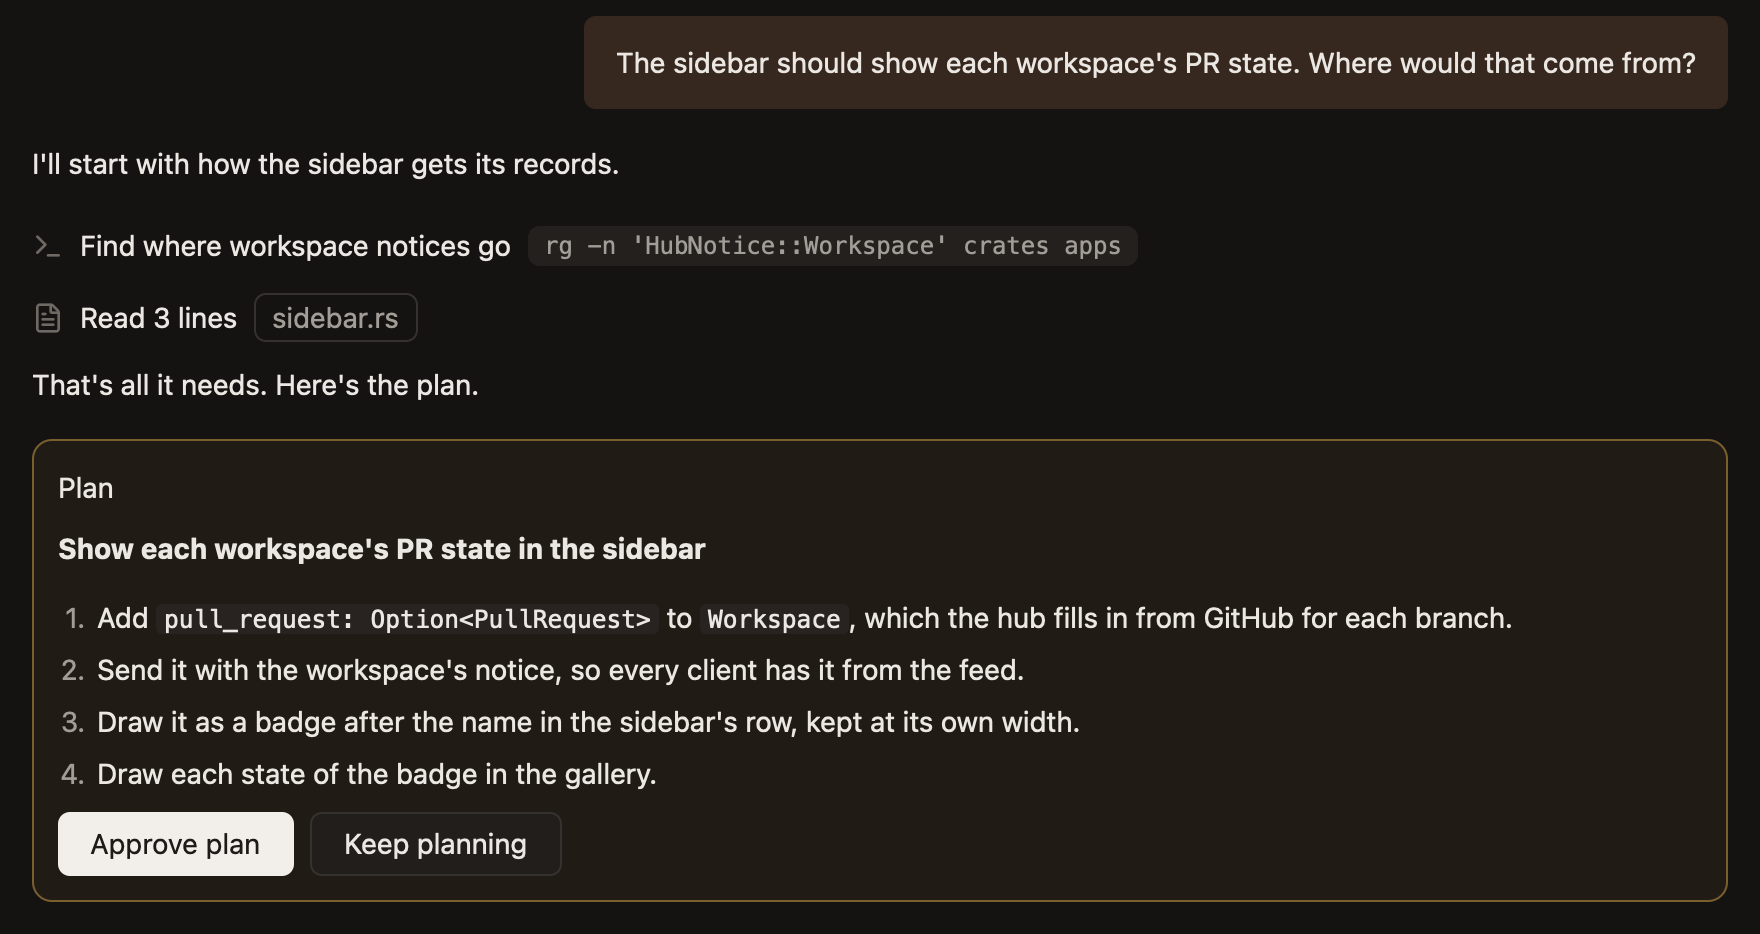 The sidebar should show each workspace's PR state. Where would that come from?
I'll start with how the sidebar gets its records.
Find where workspace notices go rg -n 'HubNotice::Workspace' crates apps
Read 3 lines sidebar.rs
That's all it needs. Here's the plan.
Plan
Show each workspace's PR state in the sidebar
1. Add pull_request: Option<PullRequest> to Workspace, which the hub fills in from GitHub for each branch.
2. Send it with the workspace's notice, so every client has it from the feed.
3. Draw it as a badge after the name in the sidebar's row, kept at its own width.
4. Draw each state of the badge in the gallery.
Approve plan Keep planning